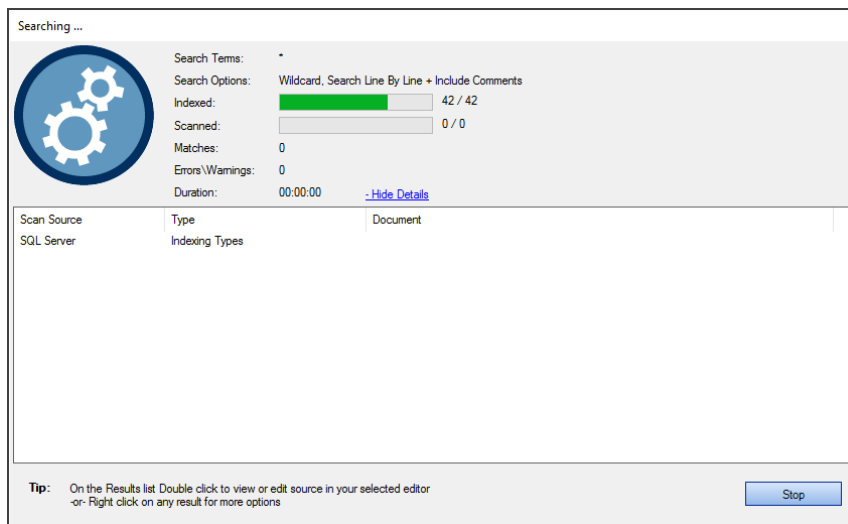 Searching ...
Search Terms: *
Search Options: Wildcard, Search Line By Line + Include Comments
Indexed: 42 / 42
Scanned: 0 / 0
Matches: 0
Errors\Warnings: 0
Duration: 00:00:00 - Hide Details
Scan Source Type Document
SQL Server Indexing Types
Tip: On the Results list Double click to view or edit source in your selected editor
-or- Right click on any result for more options
Stop